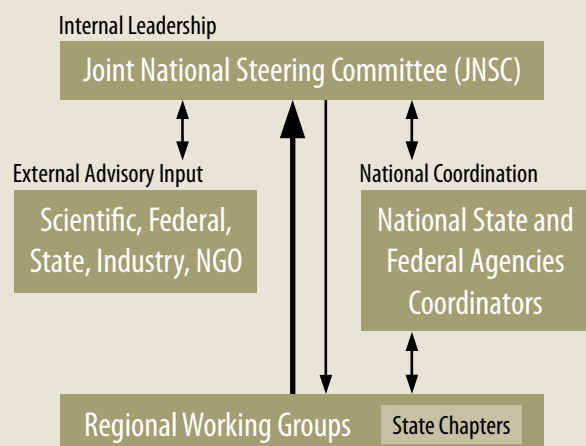 Internal Leadership
Joint National Steering Committee (JNSC)
External Advisory Input
Scientific, Federal,
State, Industry, NGO
National Coordination
National State and
Federal Agencies
Coordinators
Regional Working Groups
State Chapters